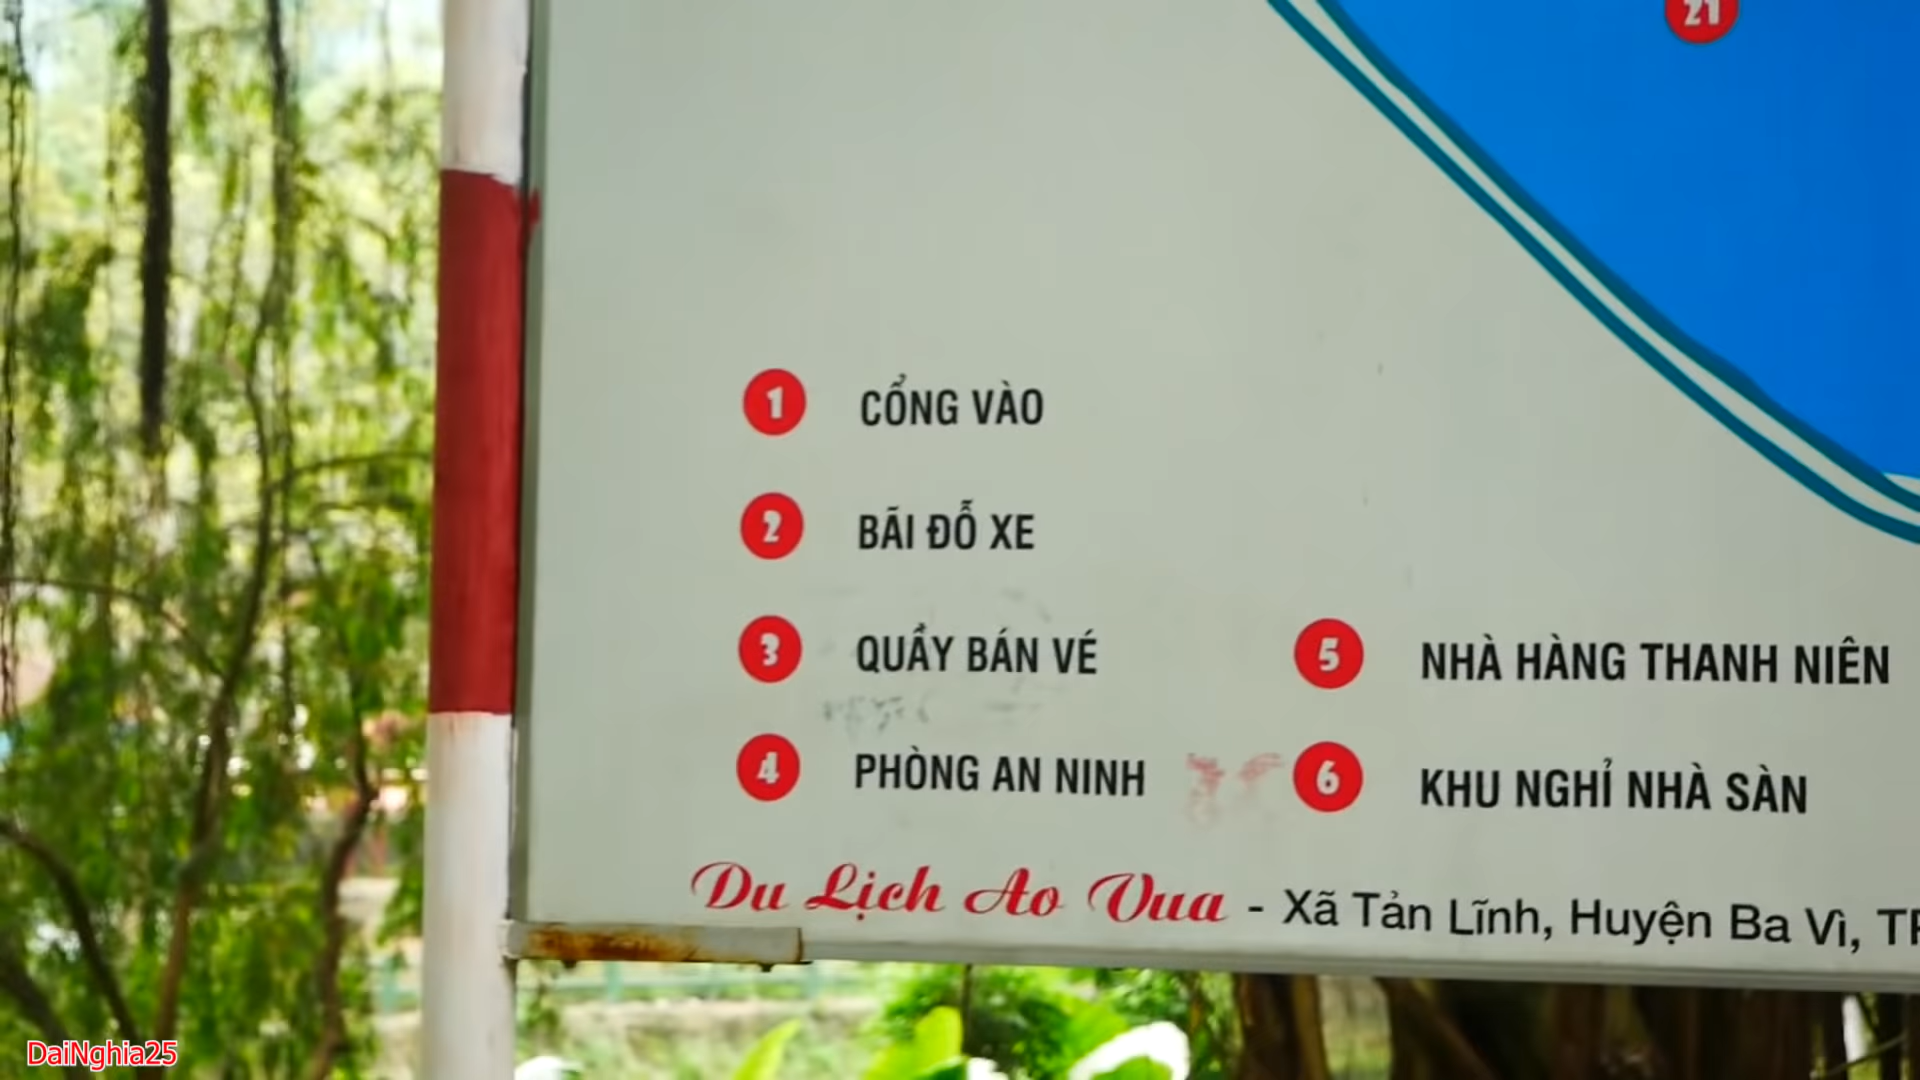 21
1 CỔNG VÀO
2 BÃI ĐỖ XE
3 QUẦY BÁN VÉ
4 PHÒNG AN NINH
5 NHÀ HÀNG THANH NIÊN
6 KHU NGHỈ NHÀ SÀN
Du Lịch Ao Vua - Xã Tản Lĩnh, Huyện Ba Vì,
DaiNghia25